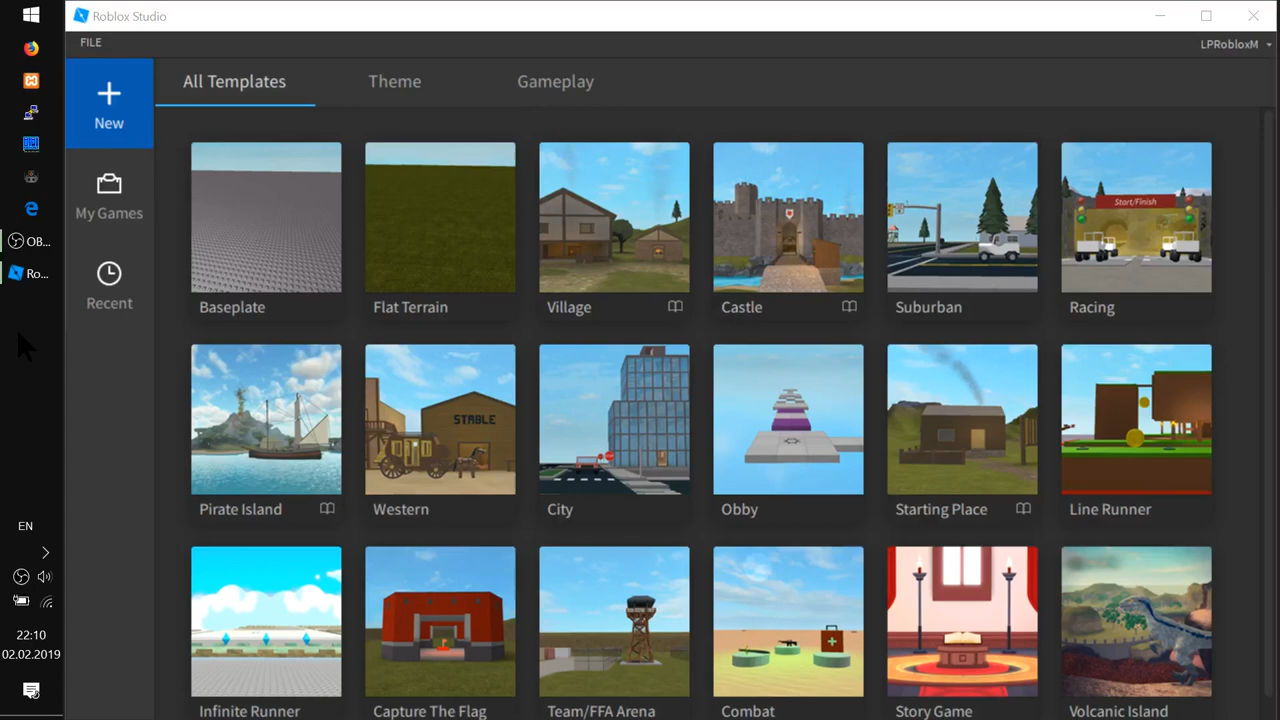 Roblox Studio
FILE
LPRobloxM
New
My Games
Recent
All Templates
Theme
Gameplay
Baseplate
Flat Terrain
Village
Castle
Suburban
Start/Finish
Racing
Pirate Island
STABLE
Western
City
Obby
Starting Place
Line Runner
Infinite Runner
Capture The Flag
Team/FFA Arena
Combat
Story Game
Volcanic Island
OB...
Ro...
EN
22:10
02.02.2019